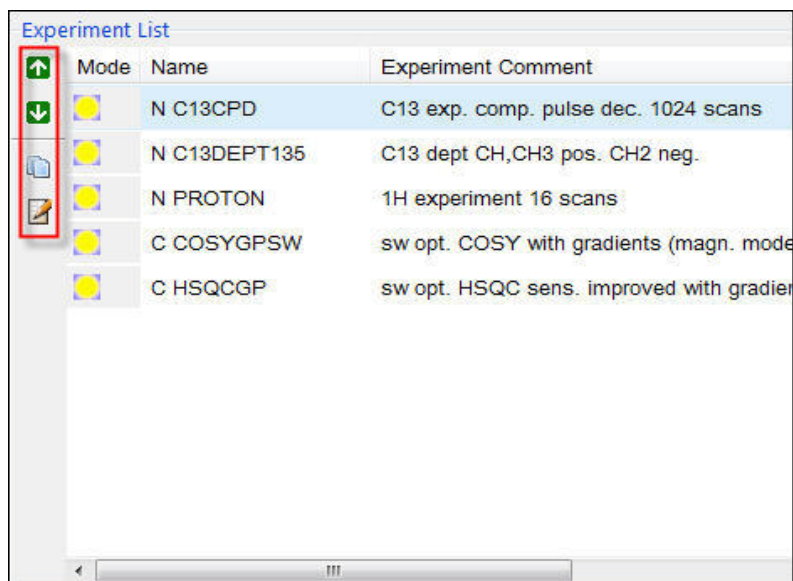 Experiment List
Mode Name Experiment Comment
N C13CPD C13 exp. comp. pulse dec. 1024 scans
N C13DEPT135 C13 dept CH,CH3 pos. CH2 neg.
N PROTON 1H experiment 16 scans
C COSYGPSW sw opt. COSY with gradients (magn. mode
C HSQCGP sw opt. HSQC sens. improved with gradier